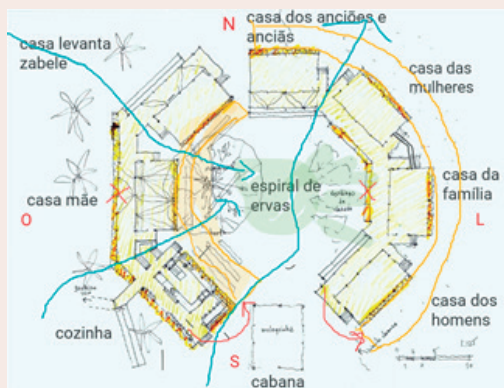 N
casa dos anciões e
anciãs
casa levanta
zabele
casa das
mulheres
casa mãe
espiral de
ervas
casa da
família
O
L
cozinha
casa dos
homens
S
cabana